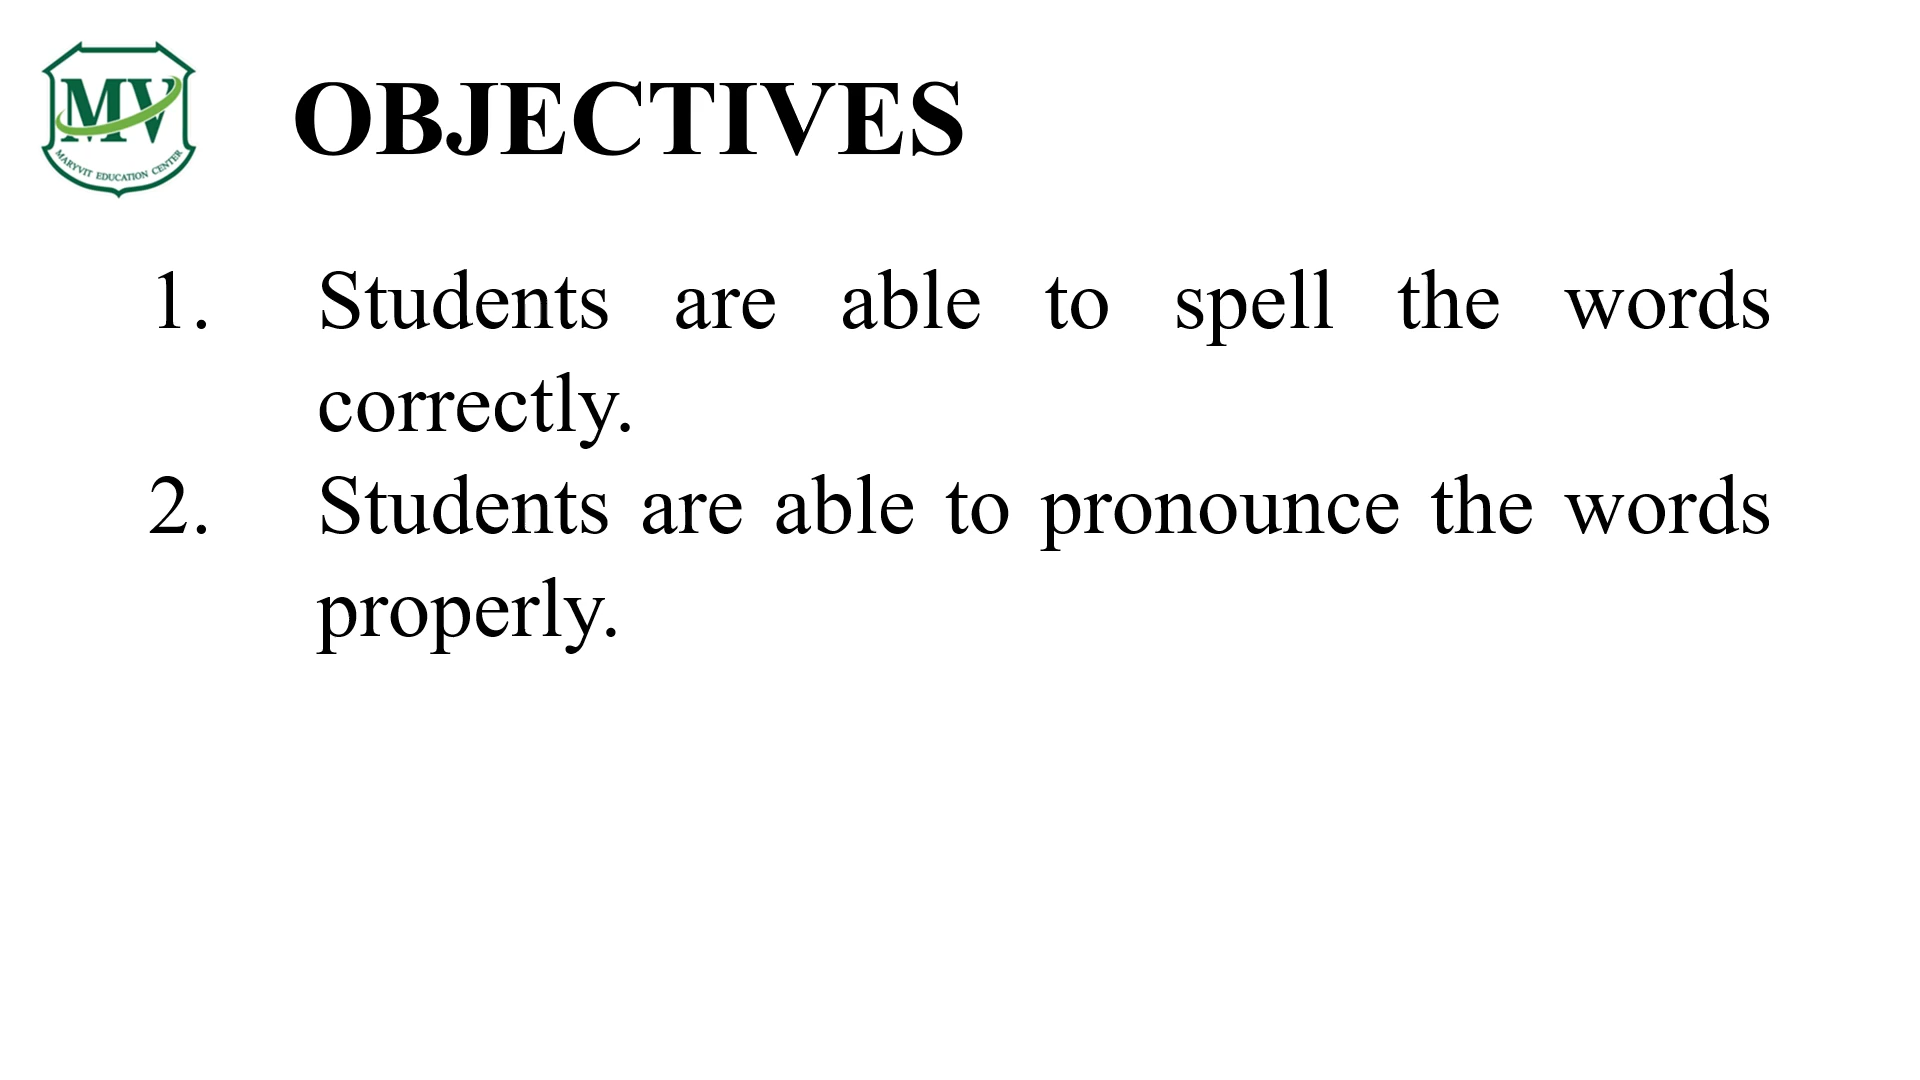 MV
MARYVIT EDUCATION CENTER
OBJECTIVES
1. Students are able to spell the words
correctly.
2. Students are able to pronounce the words
properly.